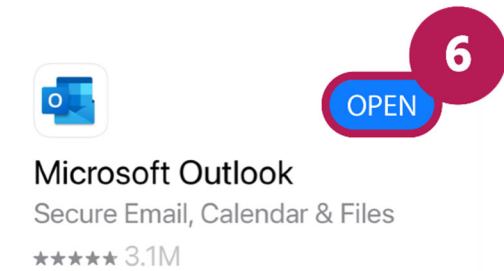 6
OPEN
O
Microsoft Outlook
Secure Email, Calendar & Files
★★★★★ 3.1M